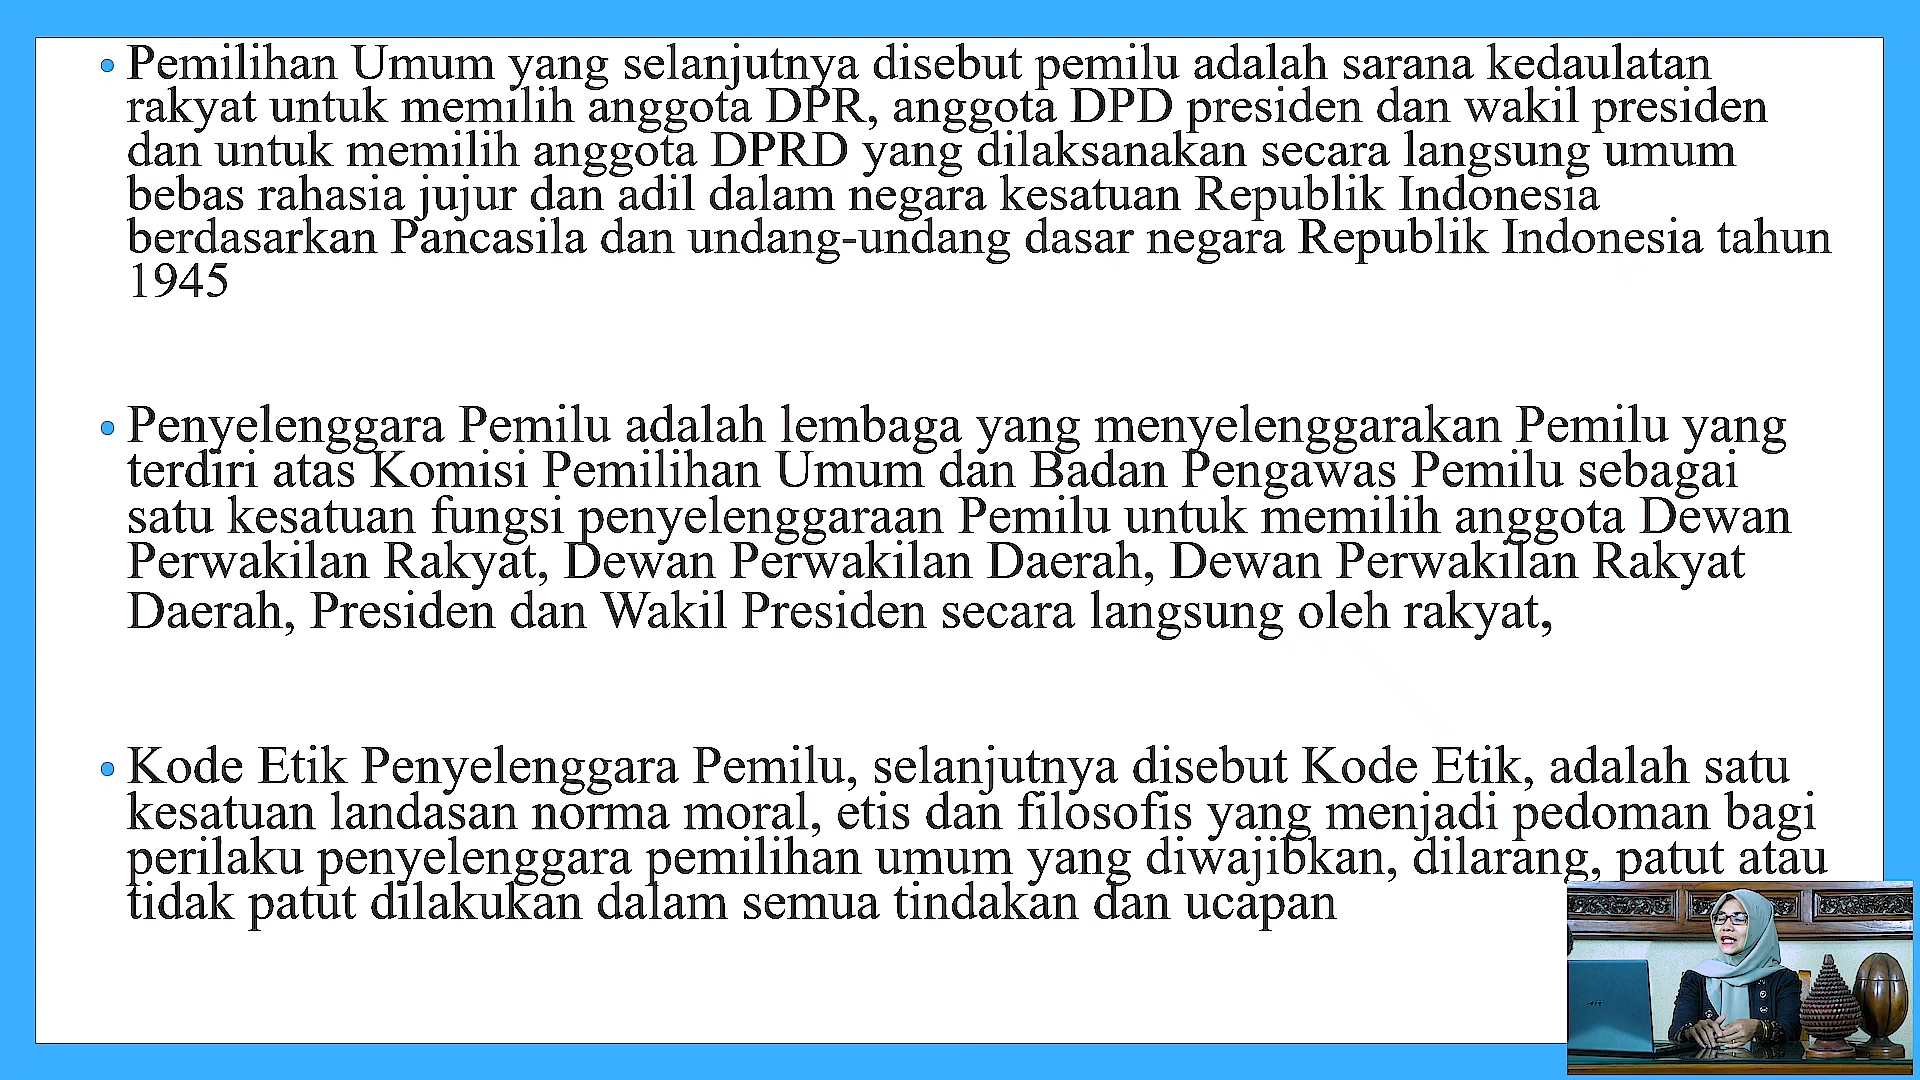 • Pemilihan Umum yang selanjutnya disebut pemilu adalah sarana kedaulatan
rakyat untuk memilih anggota DPR, anggota DPD presiden dan wakil presiden
dan untuk memilih anggota DPRD yang dilaksanakan secara langsung umum
bebas rahasia jujur dan adil dalam negara kesatuan Republik Indonesia
berdasarkan Pancasila dan undang-undang dasar negara Republik Indonesia tahun
1945
• Penyelenggara Pemilu adalah lembaga yang menyelenggarakan Pemilu yang
terdiri atas Komisi Pemilihan Umum dan Badan Pengawas Pemilu sebagai
satu kesatuan fungsi penyelenggaraan Pemilu untuk memilih anggota Dewan
Perwakilan Rakyat, Dewan Perwakilan Daerah, Dewan Perwakilan Rakyat
Daerah, Presiden dan Wakil Presiden secara langsung oleh rakyat,
• Kode Etik Penyelenggara Pemilu, selanjutnya disebut Kode Etik, adalah satu
kesatuan landasan norma moral, etis dan filosofis yang menjadi pedoman bagi
perilaku penyelenggara pemilihan umum yang diwajibkan, dilarang, patut atau
tidak patut dilakukan dalam semua tindakan dan ucapan